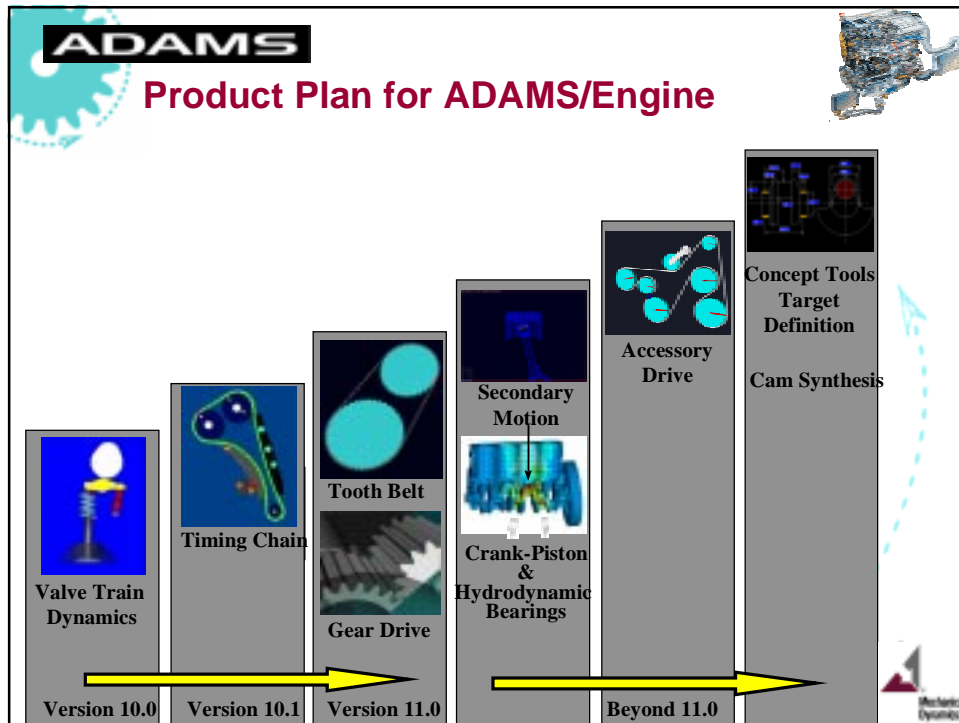 ADAMS
Product Plan for ADAMS/Engine
Valve Train
Dynamics
Version 10.0
Timing Chain
Version 10.1
Tooth Belt
Gear Drive
Version 11.0
Secondary
Motion
Crank-Piston
&
Hydrodynamic
Bearings
Accessory
Drive
Beyond 11.0
Concept Tools
Target
Definition
Cam Synthesis
Mechanic
Dynamics